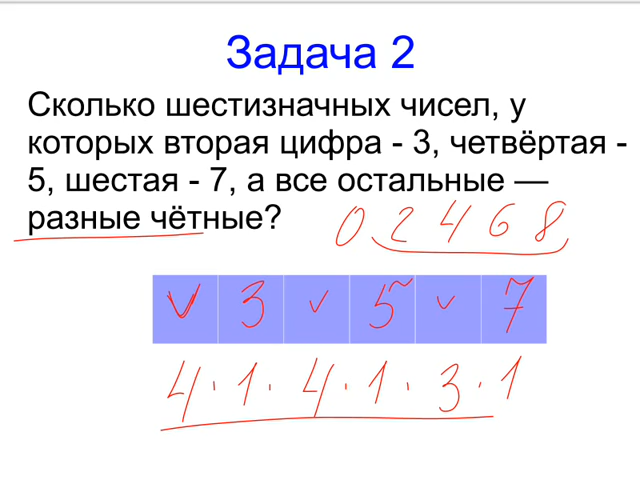 Задача 2
Сколько шестизначных чисел, у
которых вторая цифра - 3, четвёртая -
5, шестая - 7, а все остальные —
разные чётные?
0 2 4 6 8
v 3 v 5 v 7
4 · 1 · 4 · 1 · 3 · 1